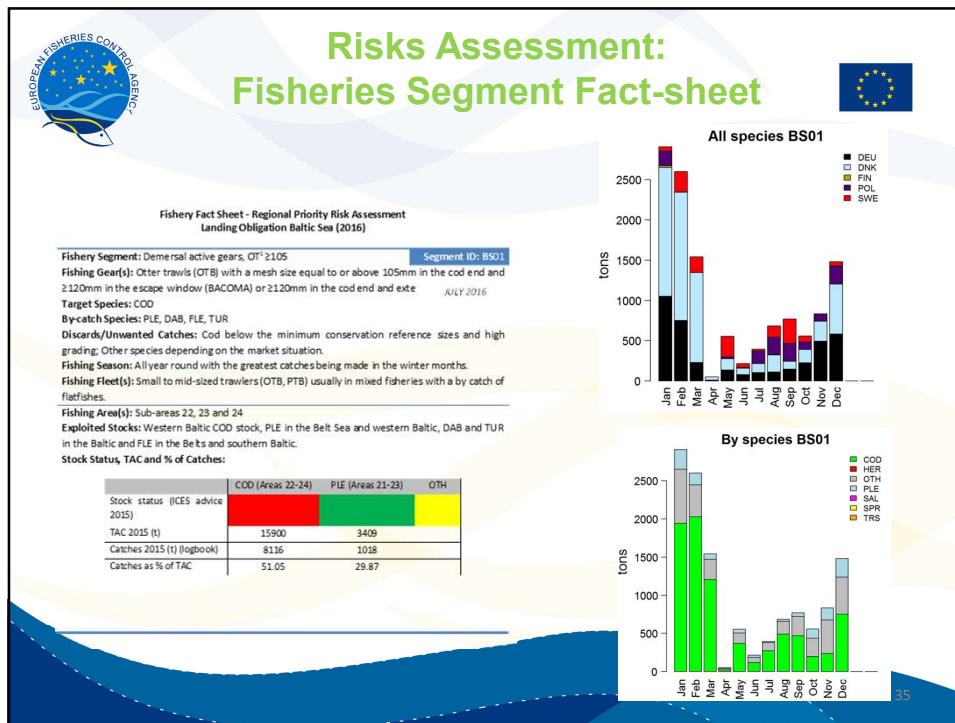 EUROPEAN FISHERIES CONTROL AGENCY
Risks Assessment:
Fisheries Segment Fact-sheet
Fishery Fact Sheet - Regional Priority Risk Assessment
Landing Obligation Baltic Sea (2016)
Fishery Segment: Demersal active gears, OT¹ ≥105
Segment ID: BS01
Fishing Gear(s): Otter trawls (OTB) with a mesh size equal to or above 105mm in the cod end and
≥120mm in the escape window (BACOMA) or ≥120mm in the cod end and exte
JULY 2016
Target Species: COD
By-catch Species: PLE, DAB, FLE, TUR
Discards/Unwanted Catches: Cod below the minimum conservation reference sizes and high
grading; Other species depending on the market situation.
Fishing Season: All year round with the greatest catches being made in the winter months.
Fishing Fleet(s): Small to mid-sized trawlers (OTB, PTB) usually in mixed fisheries with a by catch of
flatfishes.
Fishing Area(s): Sub-areas 22, 23 and 24
Exploited Stocks: Western Baltic COD stock, PLE in the Belt Sea and western Baltic, DAB and TUR
in the Baltic and FLE in the Belts and southern Baltic.
Stock Status, TAC and % of Catches:
COD (Areas 22-24) PLE (Areas 21-23) OTH
Stock status (ICES advice
2015)
TAC 2015 (t) 15900 3409
Catches 2015 (t) (logbook) 8116 1018
Catches as % of TAC 51.05 29.87
All species BS01
DEU
DNK
FIN
POL
SWE
tons
2500
2000
1500
1000
500
0
Jan Feb Mar Apr May Jun Jul Aug Sep Oct Nov Dec
By species BS01
COD
HER
OTH
PLE
SAL
SPR
TRS
tons
2500
2000
1500
1000
500
0
Jan Feb Mar Apr May Jun Jul Aug Sep Oct Nov Dec
35